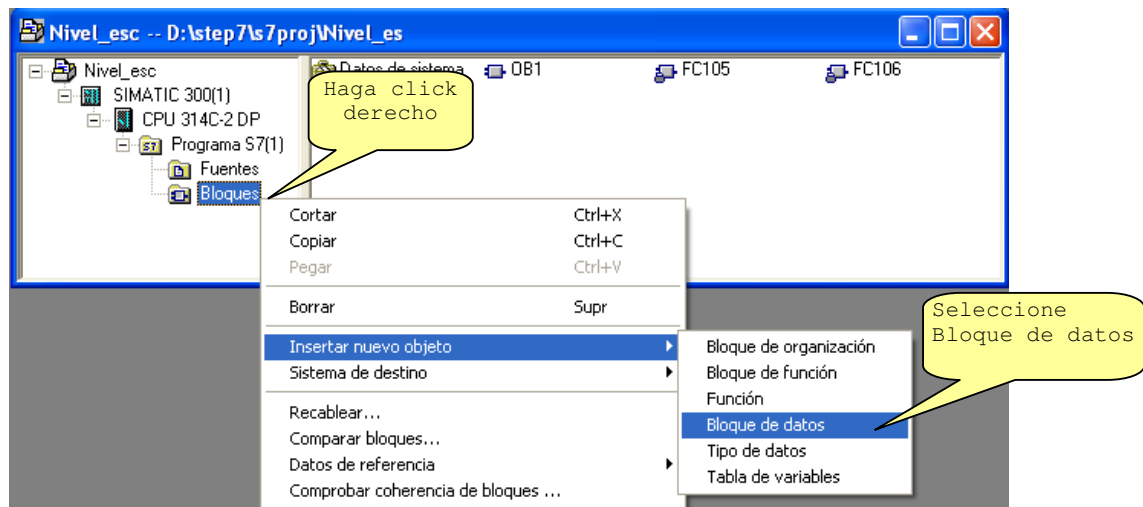 Nivel_esc -- D:\step7\s7proj\Nivel_es
Nivel_esc
SIMATIC 300(1)
CPU 314C-2 DP
Programa S7(1)
Fuentes
Bloques
Datos de sistema
OB1
FC105
FC106
Haga click
derecho
Cortar Ctrl+X
Copiar Ctrl+C
Pegar Ctrl+V
Borrar Supr
Insertar nuevo objeto
Sistema de destino
Recablear...
Comparar bloques...
Datos de referencia
Comprobar coherencia de bloques ...
Bloque de organización
Bloque de función
Función
Bloque de datos
Tipo de datos
Tabla de variables
Seleccione
Bloque de datos